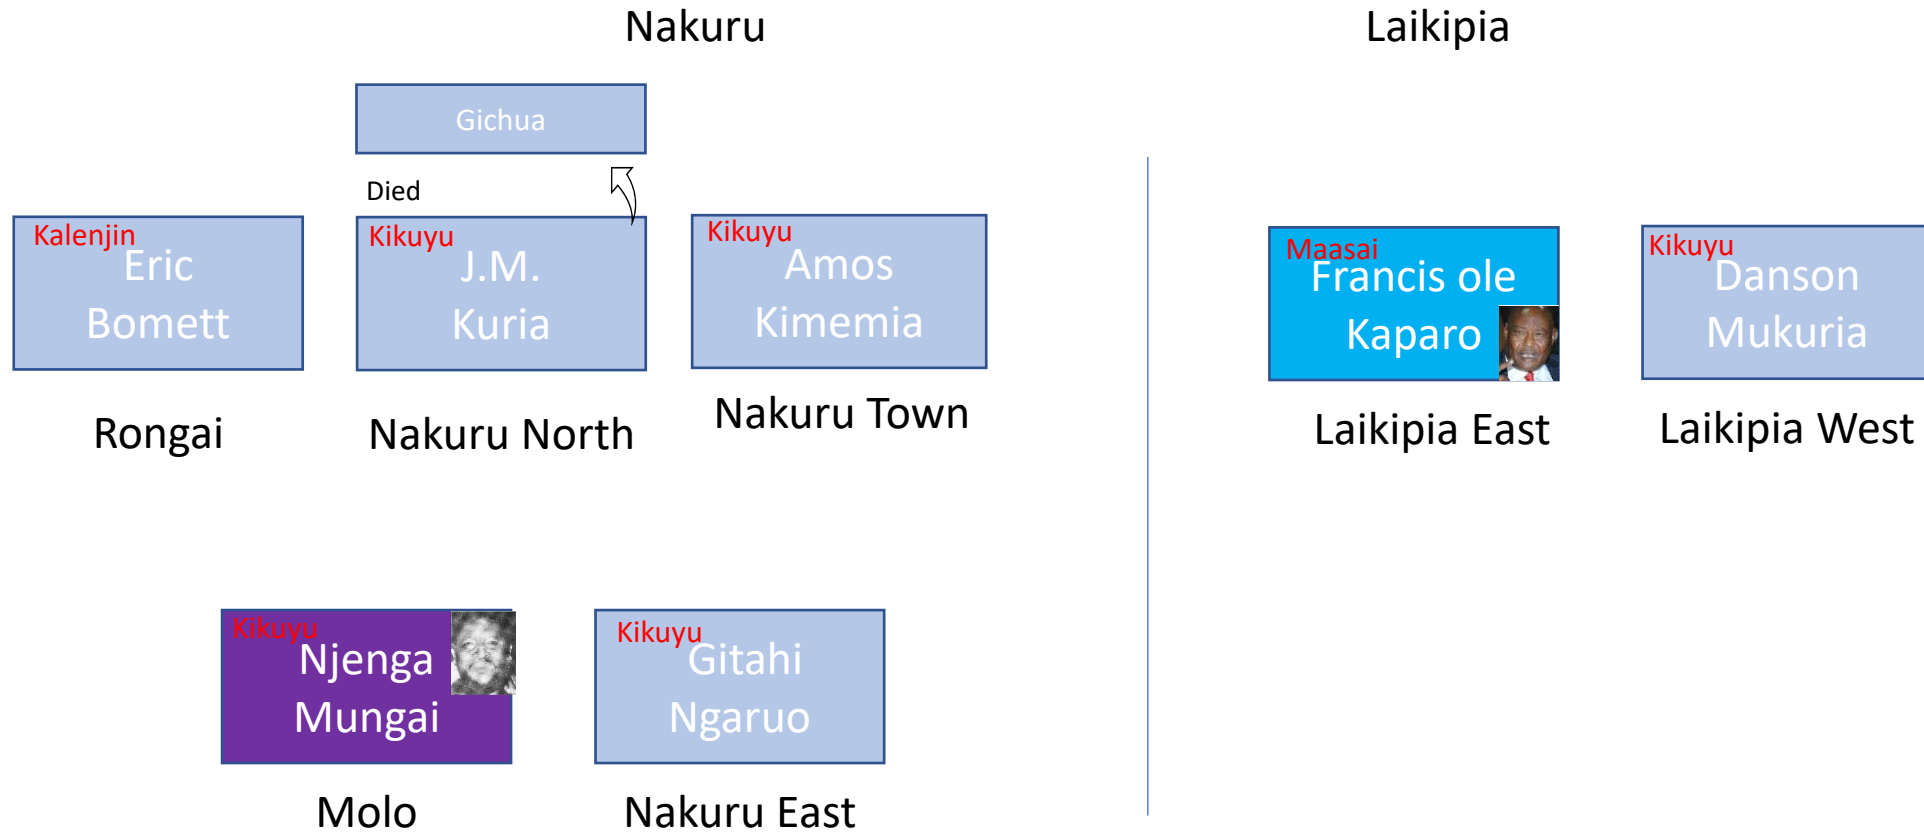 Nakuru
Laikipia
Gichua
Died
Kalenjin
Eric
Bomett
Rongai
Kikuyu
J.M.
Kuria
Nakuru North
Kikuyu
Amos
Kimemia
Nakuru Town
Maasai
Francis ole
Kaparo
Laikipia East
Kikuyu
Danson
Mukuria
Laikipia West
Kikuyu
Njenga
Mungai
Molo
Kikuyu
Gitahi
Ngaruo
Nakuru East